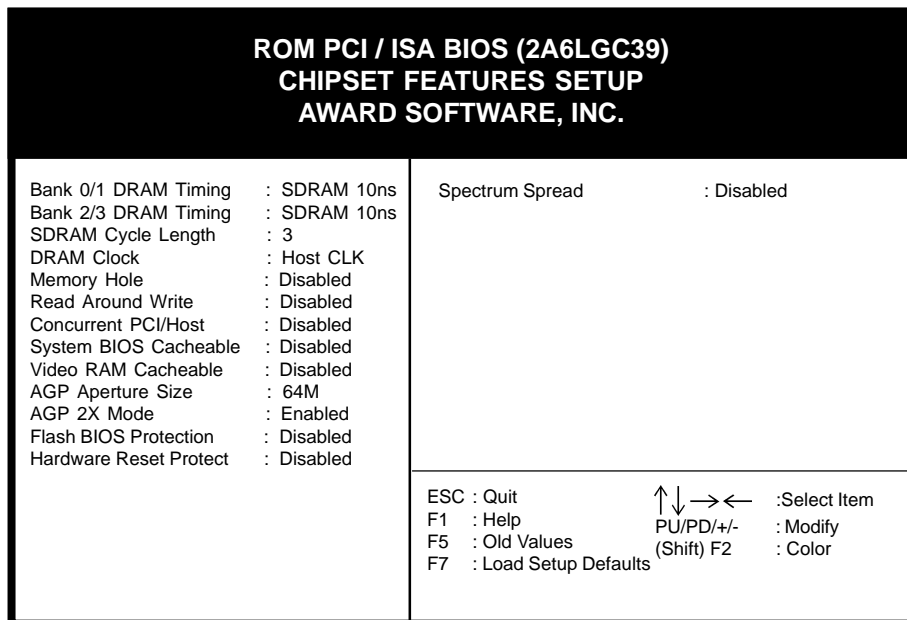 ROM PCI / ISA BIOS (2A6LGC39)
CHIPSET FEATURES SETUP
AWARD SOFTWARE, INC.
Bank 0/1 DRAM Timing : SDRAM 10ns
Bank 2/3 DRAM Timing : SDRAM 10ns
SDRAM Cycle Length : 3
DRAM Clock : Host CLK
Memory Hole : Disabled
Read Around Write : Disabled
Concurrent PCI/Host : Disabled
System BIOS Cacheable : Disabled
Video RAM Cacheable : Disabled
AGP Aperture Size : 64M
AGP 2X Mode : Enabled
Flash BIOS Protection : Disabled
Hardware Reset Protect : Disabled
Spectrum Spread : Disabled
ESC : Quit ↑↓→← :Select Item
F1 : Help PU/PD/+/- : Modify
F5 : Old Values (Shift) F2 : Color
F7 : Load Setup Defaults